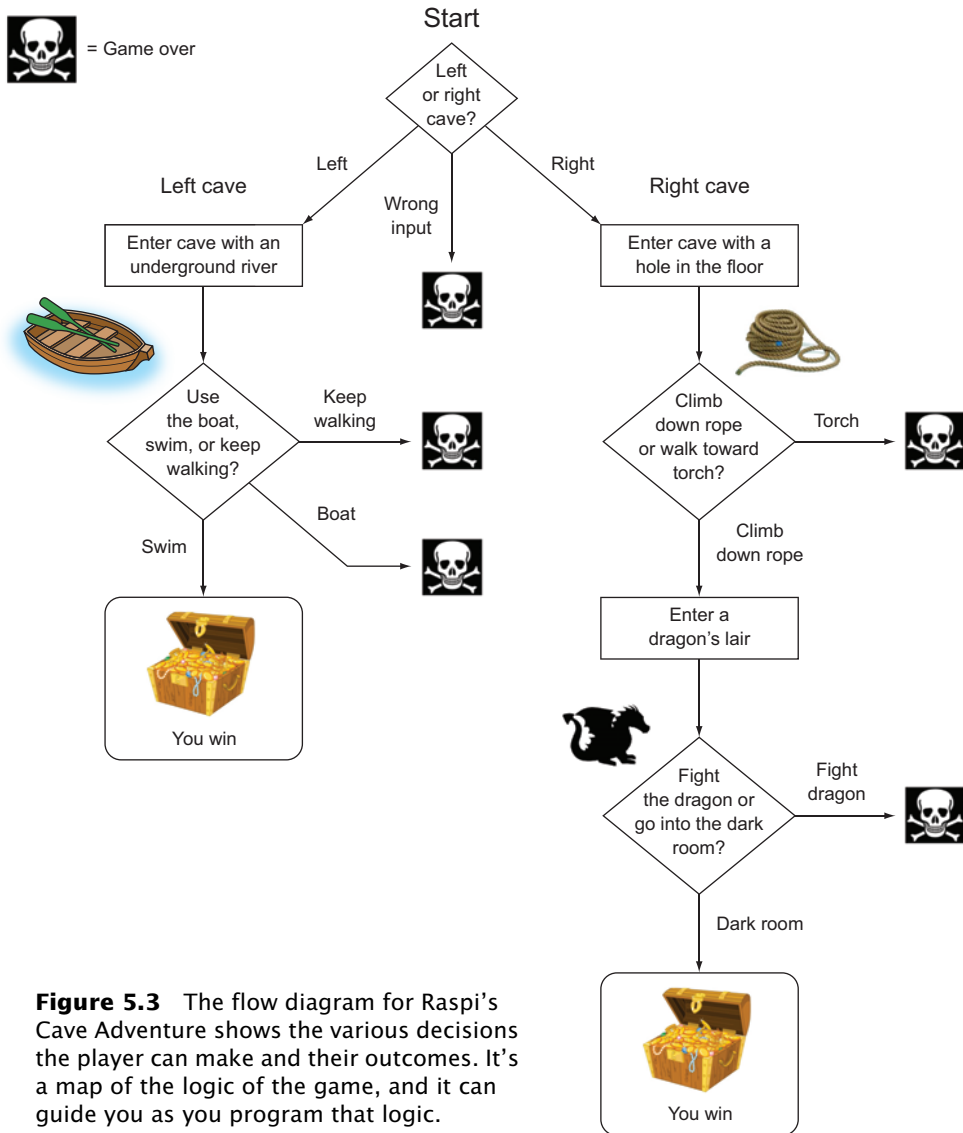 Start
= Game over
Left
or right
cave?
Left
Right
Wrong
input
Left cave
Right cave
Enter cave with an
underground river
Enter cave with a
hole in the floor
Use
the boat,
swim, or keep
walking?
Keep
walking
Boat
Swim
You win
Climb
down rope
or walk toward
torch?
Torch
Climb
down rope
Enter a
dragon’s lair
Fight
the dragon or
go into the dark
room?
Fight
dragon
Dark room
You win
Figure 5.3 The flow diagram for Raspi’s
Cave Adventure shows the various decisions
the player can make and their outcomes. It’s
a map of the logic of the game, and it can
guide you as you program that logic.